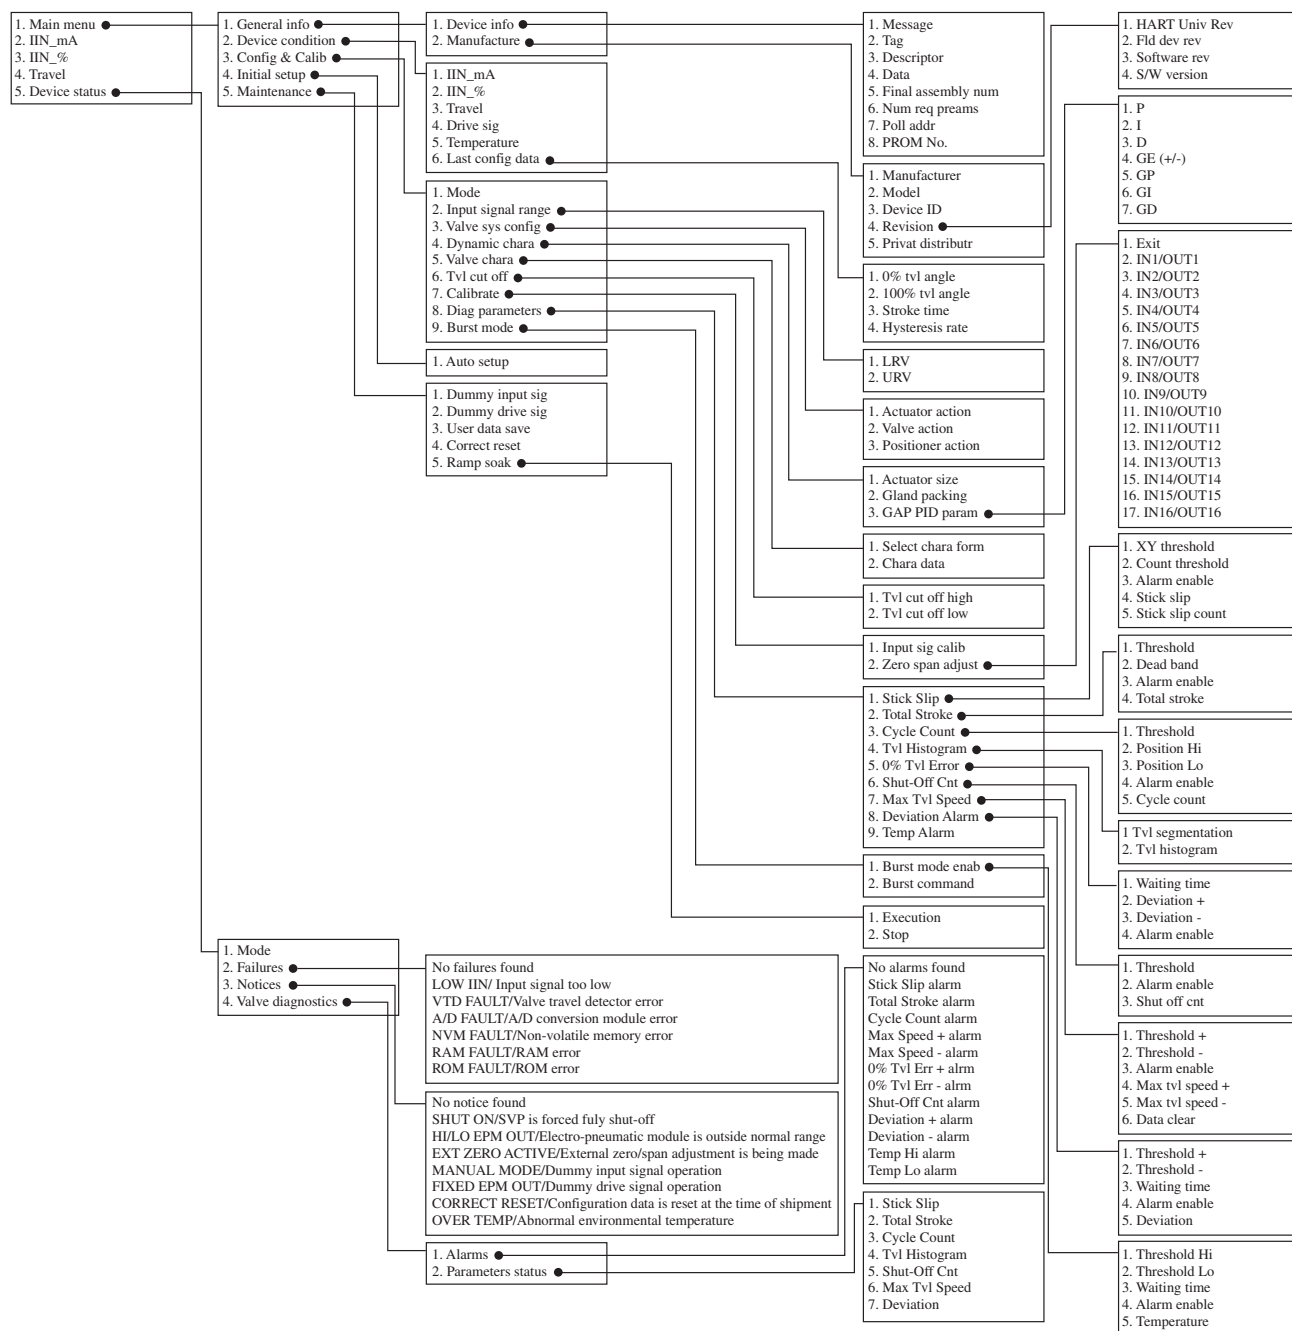 1. Main menu
2. IIN_mA
3. IIN_%
4. Travel
5. Device status
1. General info
2. Device condition
3. Config & Calib
4. Initial setup
5. Maintenance
1. Device info
2. Manufacture
1. IIN_mA
2. IIN_%
3. Travel
4. Drive sig
5. Temperature
6. Last config data
1. Mode
2. Input signal range
3. Valve sys config
4. Dynamic chara
5. Valve chara
6. Tvl cut off
7. Calibrate
8. Diag parameters
9. Burst mode
1. Auto setup
1. Dummy input sig
2. Dummy drive sig
3. User data save
4. Correct reset
5. Ramp soak
1. Message
2. Tag
3. Descriptor
4. Data
5. Final assembly num
6. Num req preams
7. Poll addr
8. PROM No.
1. Manufacturer
2. Model
3. Device ID
4. Revision
5. Privat distributr
1. 0% tvl angle
2. 100% tvl angle
3. Stroke time
4. Hysteresis rate
1. LRV
2. URV
1. Actuator action
2. Valve action
3. Positioner action
1. Actuator size
2. Gland packing
3. GAP PID param
1. Select chara form
2. Chara data
1. Tvl cut off high
2. Tvl cut off low
1. Input sig calib
2. Zero span adjust
1. Stick Slip
2. Total Stroke
3. Cycle Count
4. Tvl Histogram
5. 0% Tvl Error
6. Shut-Off Cnt
7. Max Tvl Speed
8. Deviation Alarm
9. Temp Alarm
1. Burst mode enab
2. Burst command
1. Execution
2. Stop
1. HART Univ Rev
2. Fld dev rev
3. Software rev
4. S/W version
1. P
2. I
3. D
4. GE (+/-)
5. GP
6. GI
7. GD
1. Exit
2. IN1/OUT1
3. IN2/OUT2
4. IN3/OUT3
5. IN4/OUT4
6. IN5/OUT5
7. IN6/OUT6
8. IN7/OUT7
9. IN8/OUT8
10. IN9/OUT9
11. IN10/OUT10
12. IN11/OUT11
13. IN12/OUT12
14. IN13/OUT13
15. IN14/OUT14
16. IN15/OUT15
17. IN16/OUT16
1. XY threshold
2. Count threshold
3. Alarm enable
4. Stick slip
5. Stick slip count
1. Threshold
2. Dead band
3. Alarm enable
4. Total stroke
1. Threshold
2. Position Hi
3. Position Lo
4. Alarm enable
5. Cycle count
1 Tvl segmentation
2. Tvl histogram
1. Waiting time
2. Deviation +
3. Deviation -
4. Alarm enable
1. Threshold
2. Alarm enable
3. Shut off cnt
1. Threshold +
2. Threshold -
3. Alarm enable
4. Max tvl speed +
5. Max tvl speed -
6. Data clear
1. Threshold +
2. Threshold -
3. Waiting time
4. Alarm enable
5. Deviation
1. Threshold Hi
2. Threshold Lo
3. Waiting time
4. Alarm enable
5. Temperature
1. Mode
2. Failures
3. Notices
4. Valve diagnostics
No failures found
LOW IIN/ Input signal too low
VTD FAULT/Valve travel detector error
A/D FAULT/A/D conversion module error
NVM FAULT/Non-volatile memory error
RAM FAULT/RAM error
ROM FAULT/ROM error
No notice found
SHUT ON/SVP is forced fuly shut-off
HI/LO EPM OUT/Electro-pneumatic module is outside normal range
EXT ZERO ACTIVE/External zero/span adjustment is being made
MANUAL MODE/Dummy input signal operation
FIXED EPM OUT/Dummy drive signal operation
CORRECT RESET/Configuration data is reset at the time of shipment
OVER TEMP/Abnormal environmental temperature
1. Alarms
2. Parameters status
No alarms found
Stick Slip alarm
Total Stroke alarm
Cycle Count alarm
Max Speed + alarm
Max Speed - alarm
0% Tvl Err + alrm
0% Tvl Err - alrm
Shut-Off Cnt alarm
Deviation + alarm
Deviation - alarm
Temp Hi alarm
Temp Lo alarm
1. Stick Slip
2. Total Stroke
3. Cycle Count
4. Tvl Histogram
5. Shut-Off Cnt
6. Max Tvl Speed
7. Deviation